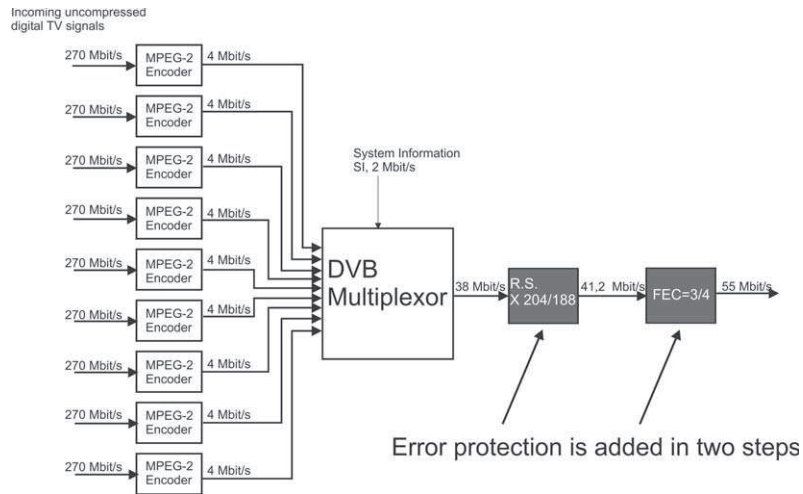 Incoming uncompressed
digital TV signals
270 Mbit/s
MPEG-2
Encoder
4 Mbit/s
270 Mbit/s
MPEG-2
Encoder
4 Mbit/s
270 Mbit/s
MPEG-2
Encoder
4 Mbit/s
270 Mbit/s
MPEG-2
Encoder
4 Mbit/s
270 Mbit/s
MPEG-2
Encoder
4 Mbit/s
270 Mbit/s
MPEG-2
Encoder
4 Mbit/s
270 Mbit/s
MPEG-2
Encoder
4 Mbit/s
270 Mbit/s
MPEG-2
Encoder
4 Mbit/s
270 Mbit/s
MPEG-2
Encoder
4 Mbit/s
System Information
SI, 2 Mbit/s
DVB
Multiplexor
38 Mbit/s
R.S.
X 204/188
41,2 Mbit/s
FEC=3/4
55 Mbit/s
Error protection is added in two steps